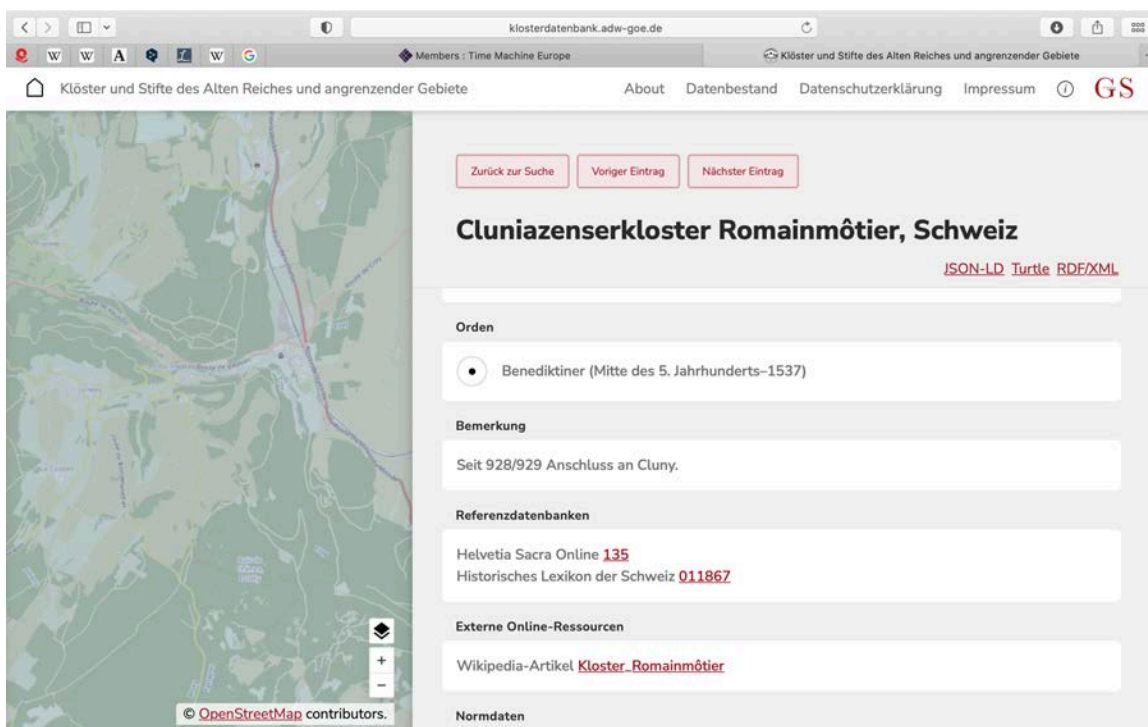 klosterdatenbank.adw-goe.de
W W A W G
Members : Time Machine Europe
Klöster und Stifte des Alten Reiches und angrenzender Gebiete
Klöster und Stifte des Alten Reiches und angrenzender Gebiete
About Datenbestand Datenschutzerklärung Impressum i GS
Zurück zur Suche Voriger Eintrag Nächster Eintrag
Cluniazenserkloster Romainmôtier, Schweiz
JSON-LD Turtle RDF/XML
Orden
Benediktiner (Mitte des 5. Jahrhunderts–1537)
Bemerkung
Seit 928/929 Anschluss an Cluny.
Referenzdatenbanken
Helvetia Sacra Online 135
Historisches Lexikon der Schweiz 011867
Externe Online-Ressourcen
Wikipedia-Artikel Kloster_Romainmôtier
Normdaten
+
−
© OpenStreetMap contributors.